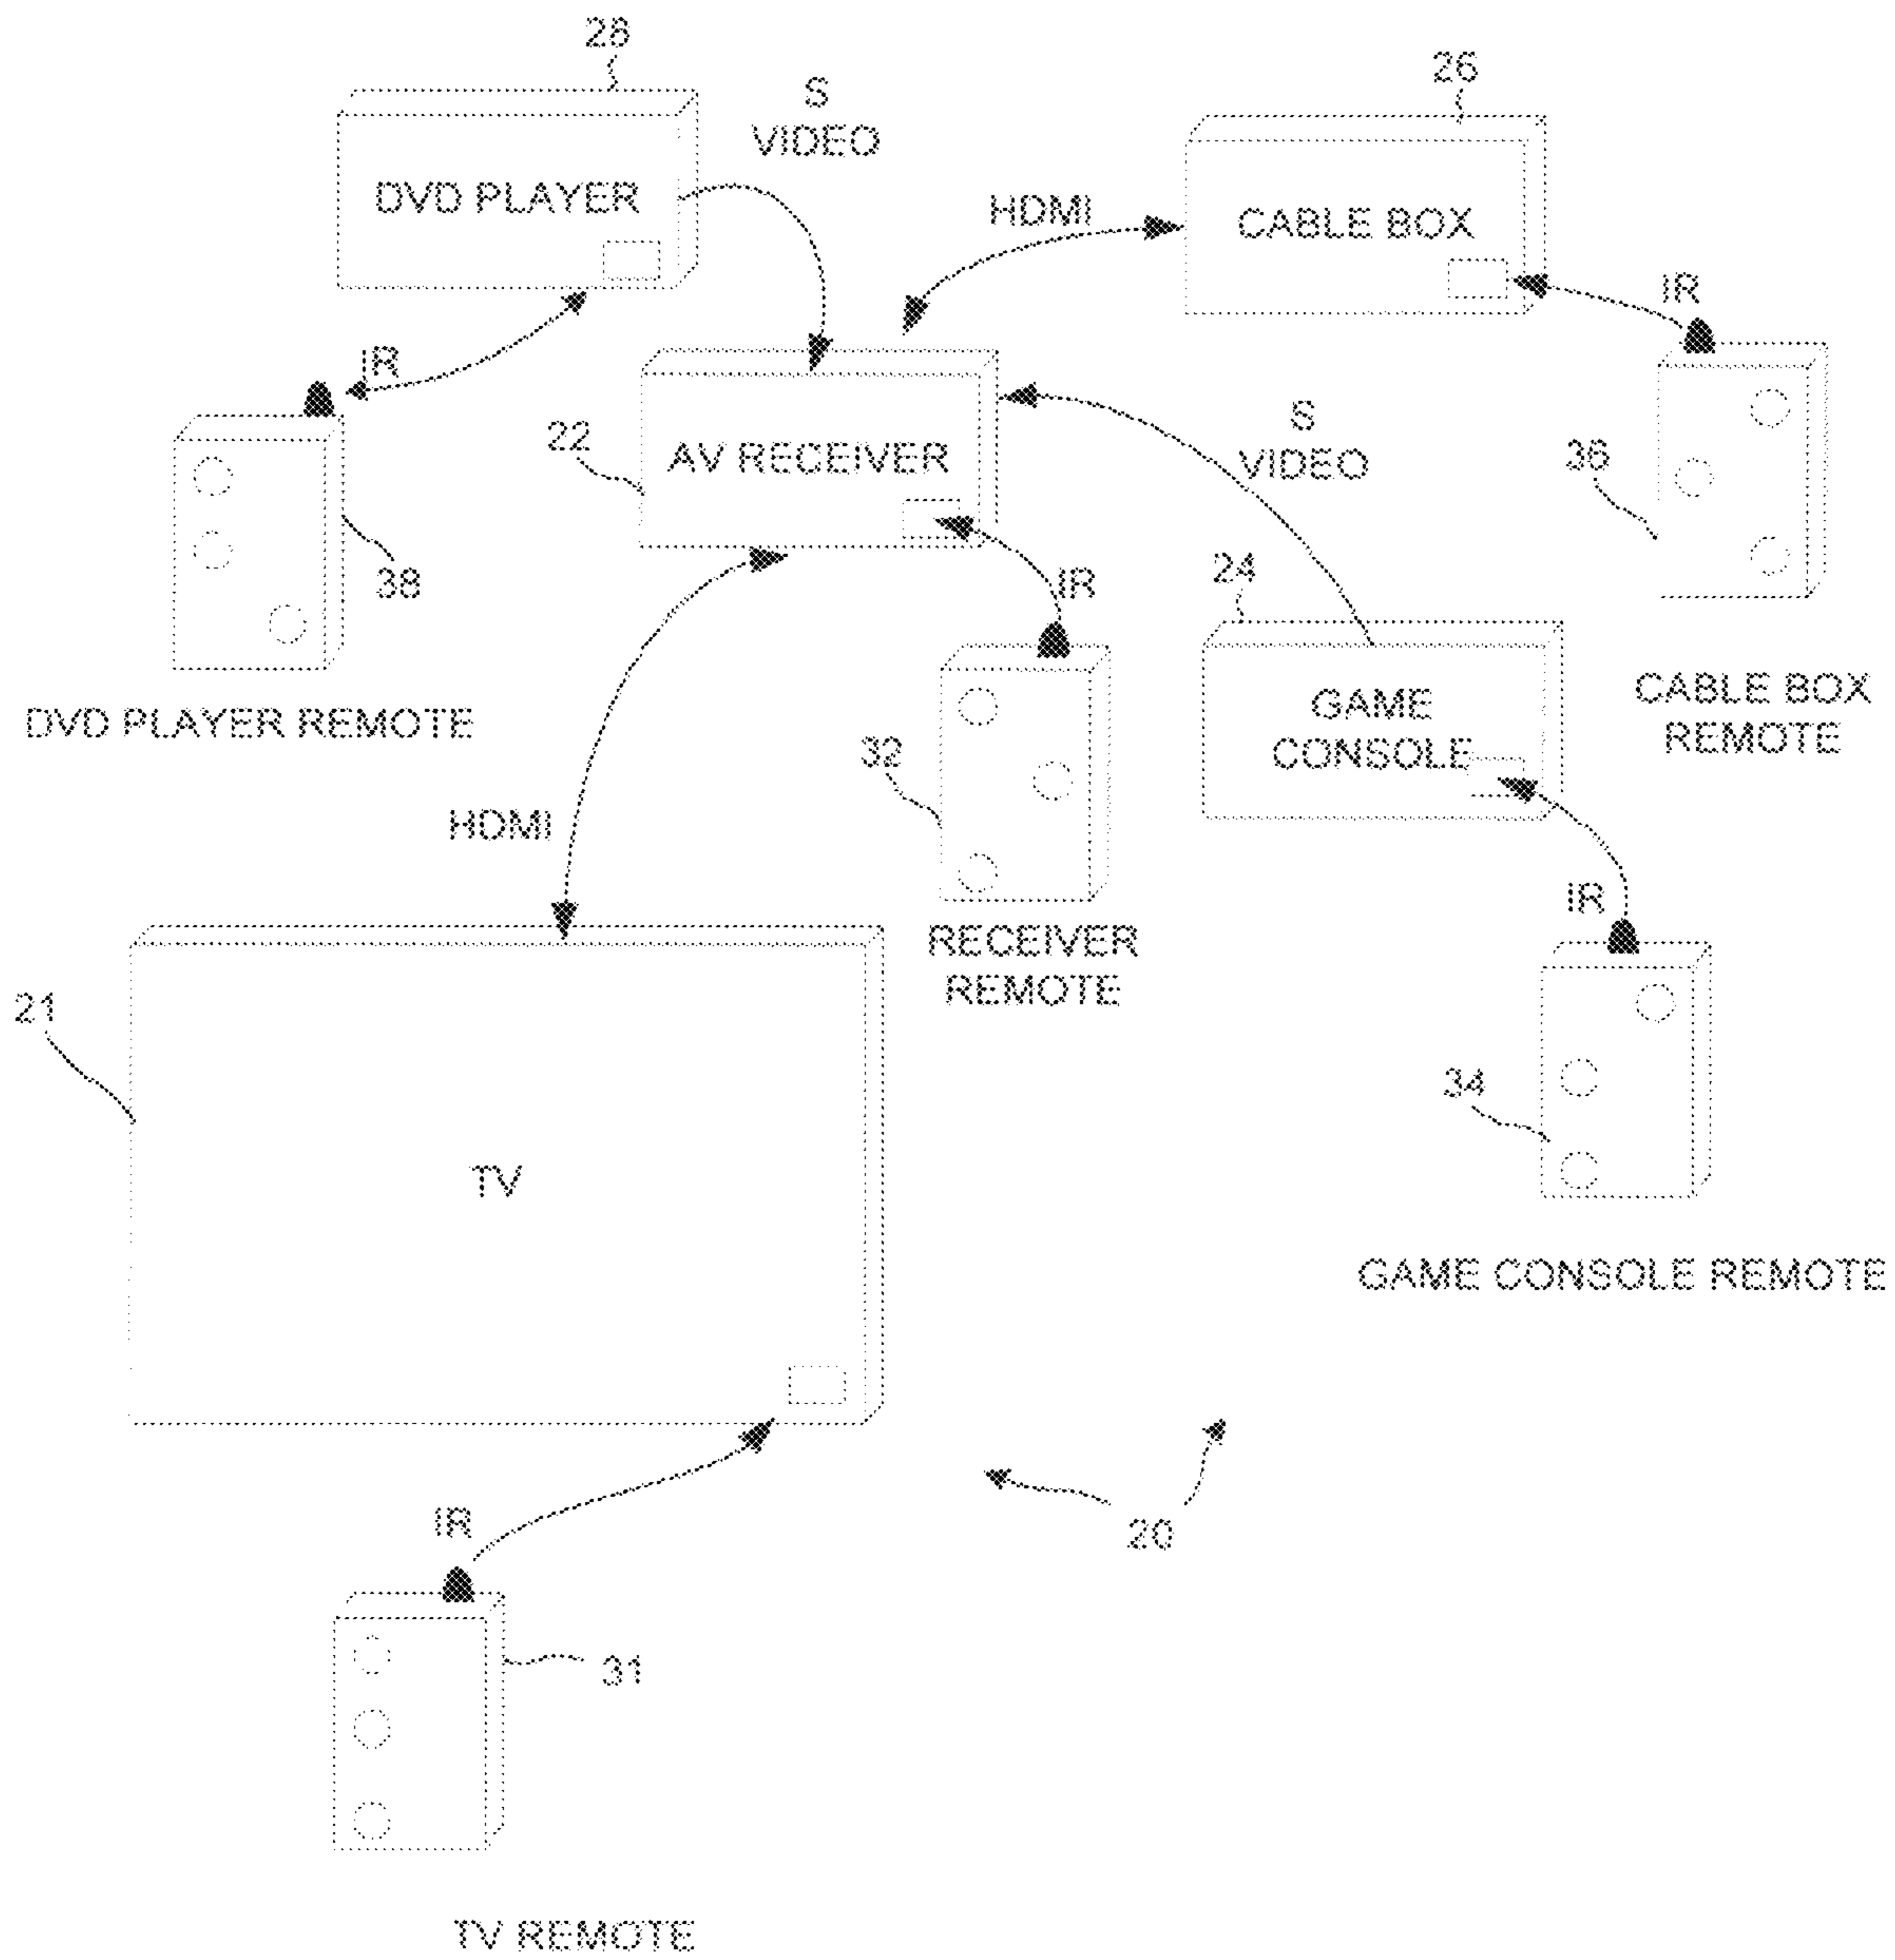 28
S
VIDEO
26
DVD PLAYER
HDMI
CABLE BOX
IR
IR
22
AV RECEIVER
S
VIDEO
36
38
IR
24
DVD PLAYER REMOTE
32
GAME
CONSOLE
CABLE BOX
REMOTE
HDMI
IR
RECEIVER
REMOTE
21
34
TV
GAME CONSOLE REMOTE
IR
20
31
TV REMOTE